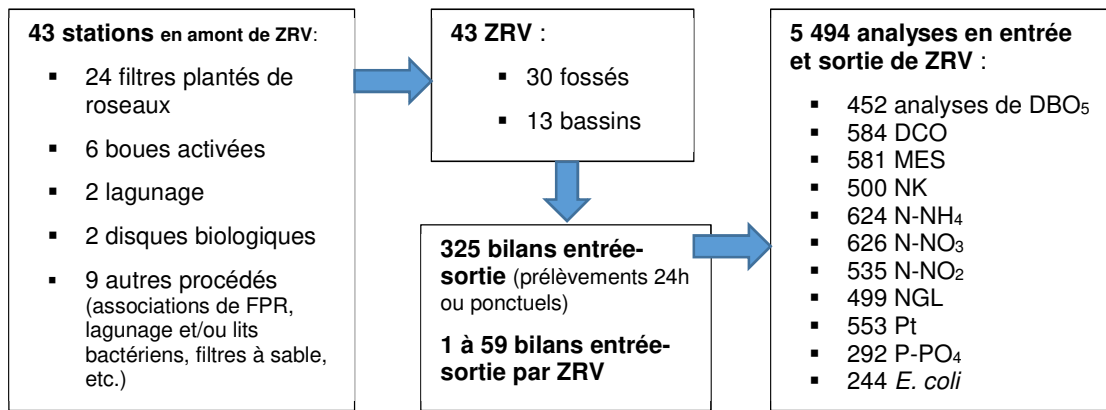 43 stations en amont de ZRV:
▪ 24 filtres plantés de
roseaux
▪ 6 boues activées
▪ 2 lagunage
▪ 2 disques biologiques
▪ 9 autres procédés
(associations de FPR,
lagunage et/ou lits
bactériens, filtres à sable,
etc.)
43 ZRV :
▪ 30 fossés
▪ 13 bassins
325 bilans entrée-
sortie (prélèvements 24h
ou ponctuels)
1 à 59 bilans entrée-
sortie par ZRV
5 494 analyses en entrée
et sortie de ZRV :
▪ 452 analyses de DBO₅
▪ 584 DCO
▪ 581 MES
▪ 500 NK
▪ 624 N-NH₄
▪ 626 N-NO₃
▪ 535 N-NO₂
▪ 499 NGL
▪ 553 Pt
▪ 292 P-PO₄
▪ 244 E. coli